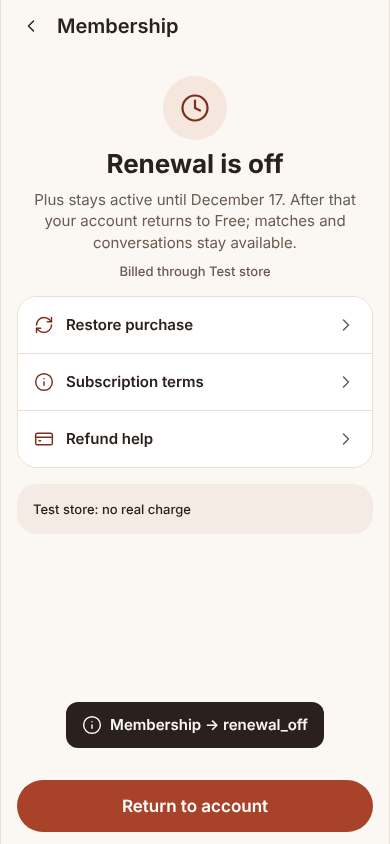 Membership
Renewal is off
Plus stays active until December 17. After that
your account returns to Free; matches and
conversations stay available.
Billed through Test store
Restore purchase
Subscription terms
Refund help
Test store: no real charge
Membership → renewal_off
Return to account